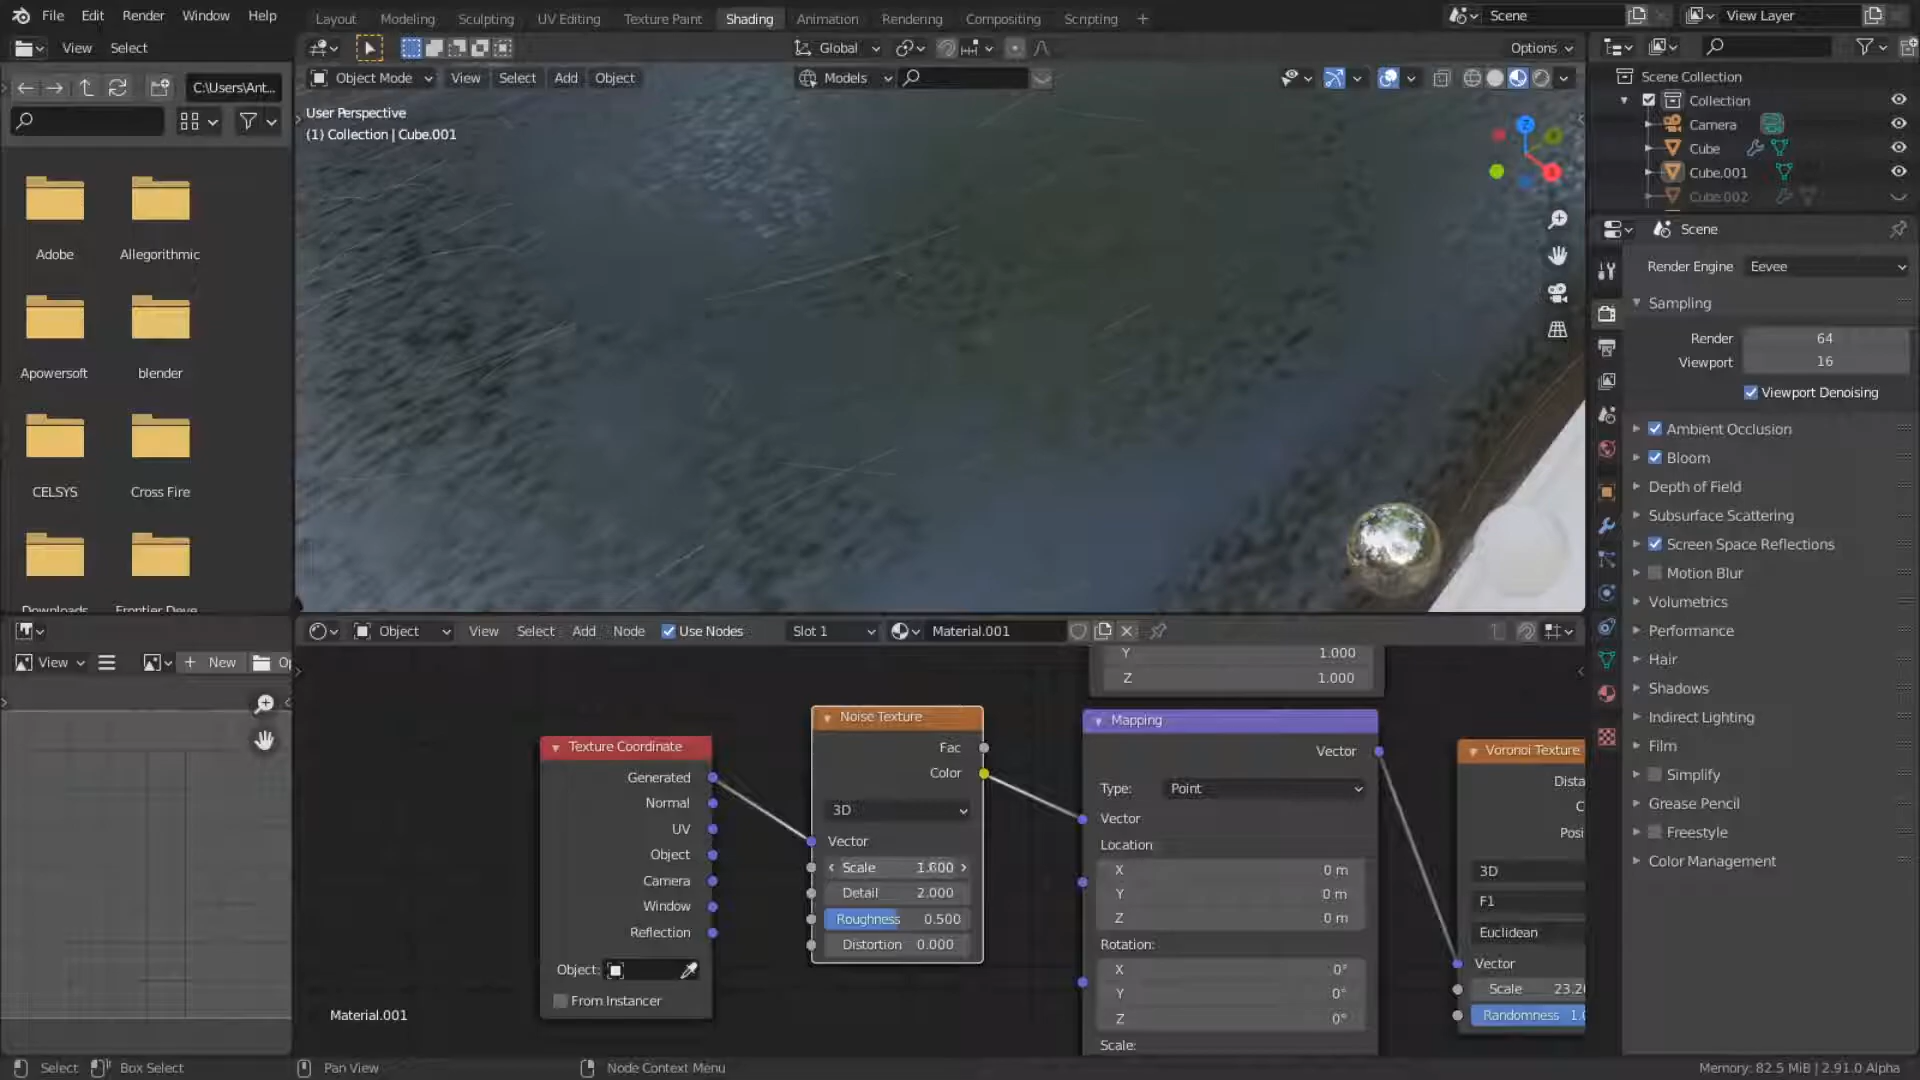 File Edit Render Window Help
Layout Modeling Sculpting UV Editing Texture Paint Shading Animation Rendering Compositing Scripting +
Scene
View Layer
View Select
Global
Options
C:\Users\Ant...
Object Mode View Select Add Object
Models
User Perspective
(1) Collection | Cube.001
Adobe
Allegorithmic
Apowersoft
blender
CELSYS
Cross Fire
Downloads
Frontier Deve
Scene Collection
Collection
Camera
Cube
Cube.001
Cube.002
Scene
Render Engine Eevee
Sampling
Render 64
Viewport 16
Viewport Denoising
Ambient Occlusion
Bloom
Depth of Field
Subsurface Scattering
Screen Space Reflections
Motion Blur
Volumetrics
Performance
Hair
Shadows
Indirect Lighting
Film
Simplify
Grease Pencil
Freestyle
Color Management
Object View Select Add Node Use Nodes Slot 1 Material.001
View
New
Op
Texture Coordinate
Generated
Normal
UV
Object
Camera
Window
Reflection
Object:
From Instancer
Noise Texture
Fac
Color
3D
Vector
Detail 2.000
Roughness 0.500
Distortion 0.000
Y 1.000
Z 1.000
Mapping
Vector
Type: Point
Vector
Location:
X 0 m
Y 0 m
Z 0 m
Rotation:
X 0°
Y 0°
Z 0°
Scale:
Voronoi Texture
Dista
C
Posi
3D
F1
Euclidean
Vector
Scale 23.2
Randomness 1.
Material.001
Select
Box Select
Pan View
Node Context Menu
Memory: 82.5 MiB | 2.91.0 Alpha